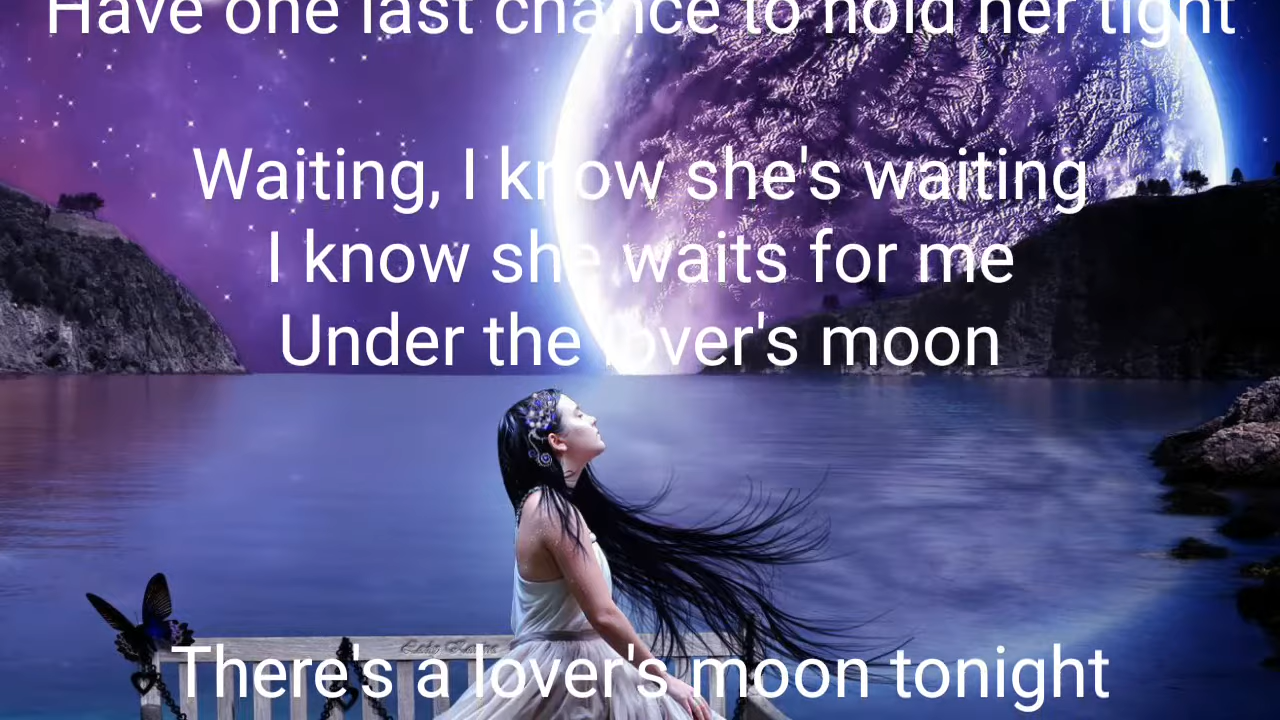 Have one last chance to hold her tight
Waiting, I know she's waiting
I know she waits for me
Under the lover's moon
There's a lover's moon tonight